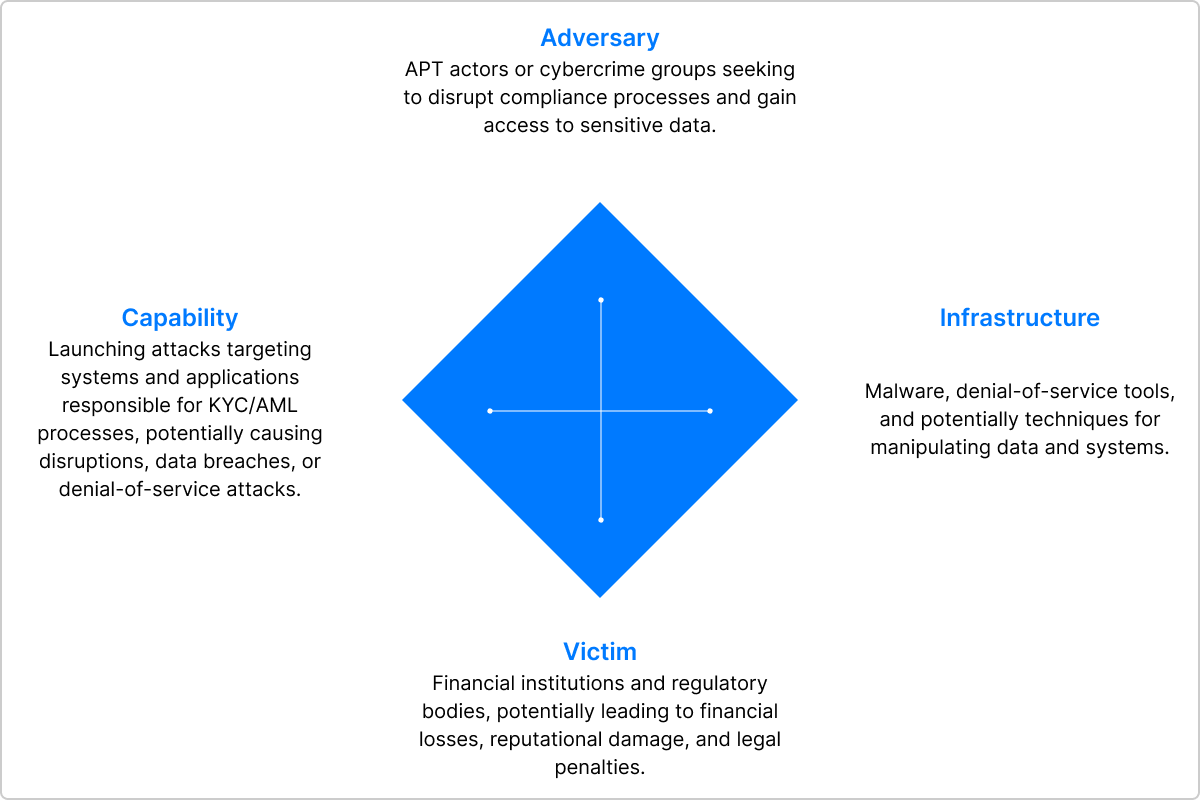 Adversary
APT actors or cybercrime groups seeking
to disrupt compliance processes and gain
access to sensitive data.
Capability
Launching attacks targeting
systems and applications
responsible for KYC/AML
processes, potentially causing
disruptions, data breaches, or
denial-of-service attacks.
Infrastructure
Malware, denial-of-service tools,
and potentially techniques for
manipulating data and systems.
Victim
Financial institutions and regulatory
bodies, potentially leading to financial
losses, reputational damage, and legal
penalties.